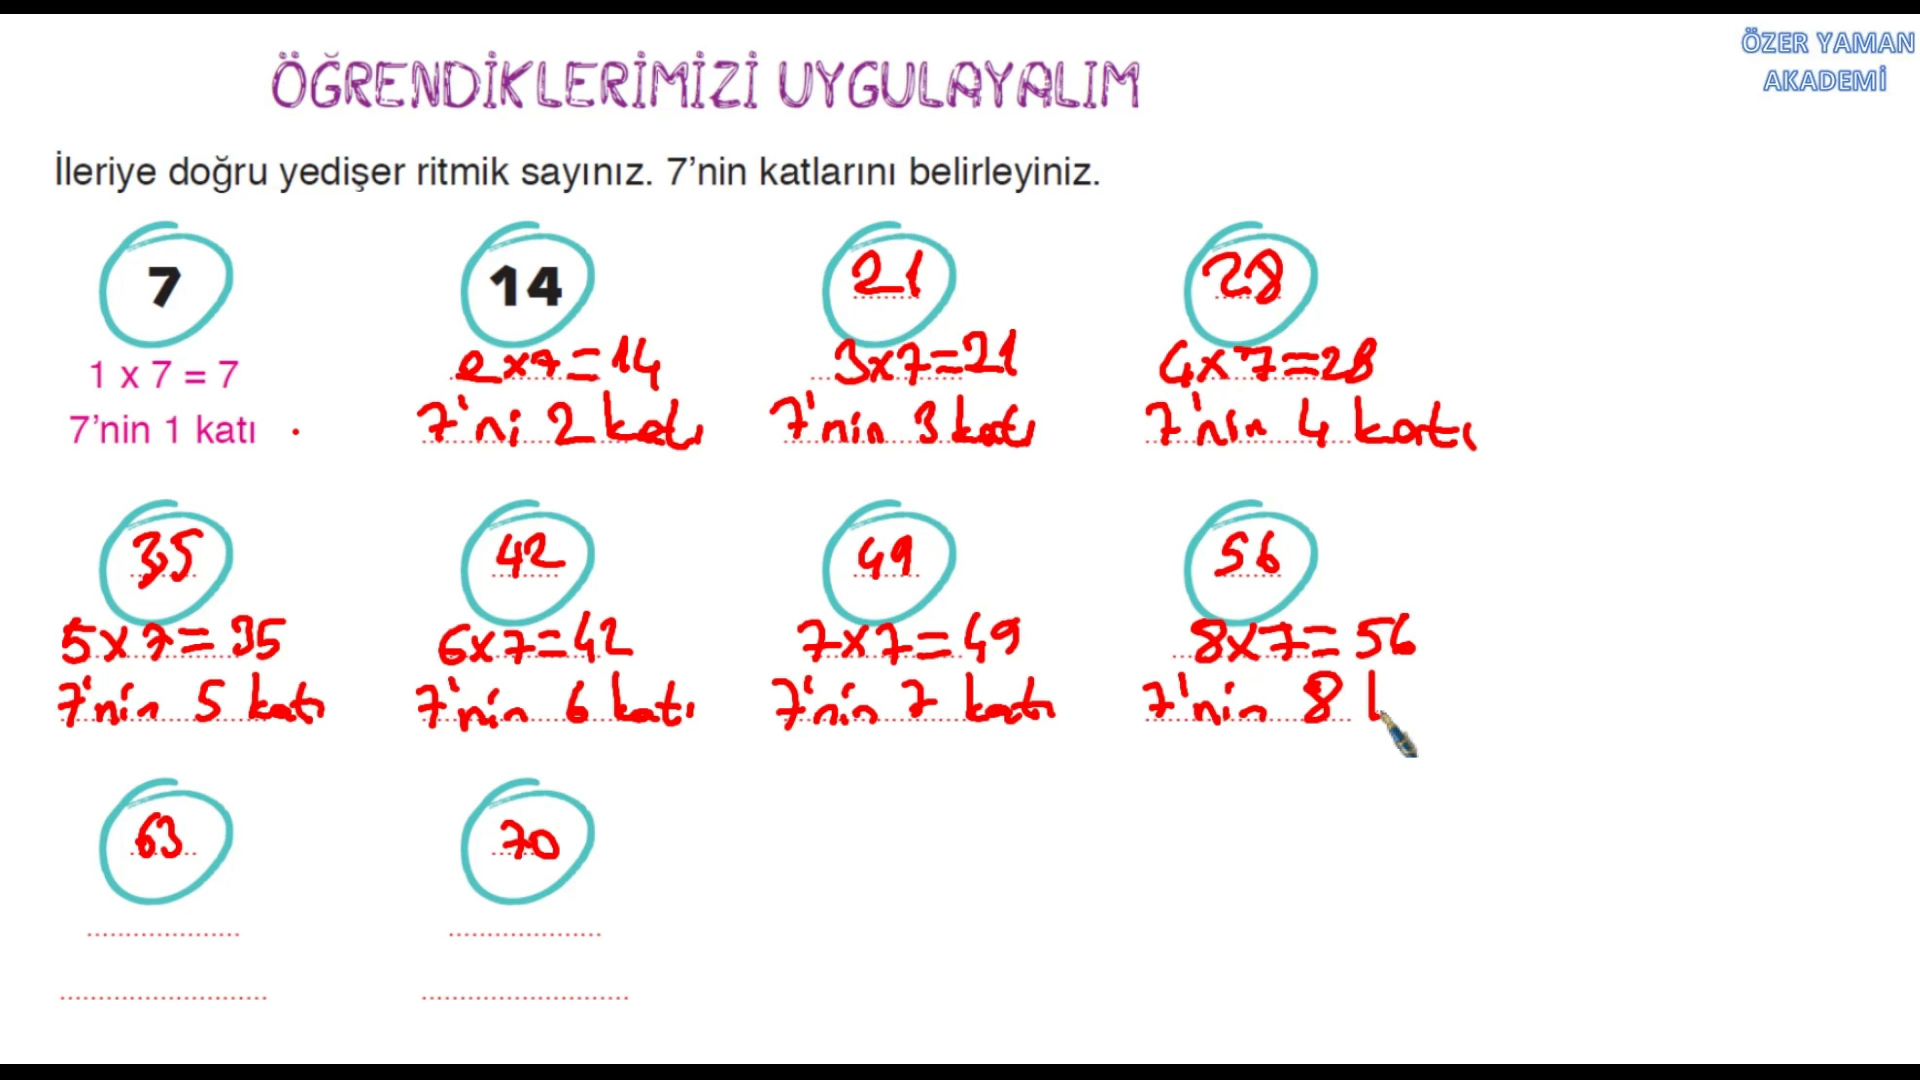 ÖZER YAMAN
AKADEMİ
ÖĞRENDİKLERİMİZİ UYGULAYALIM
İleriye doğru yedişer ritmik sayınız. 7'nin katlarını belirleyiniz.
7 14 21 28
1 x 7 = 7 2x7=14 3x7=21 4x7=28
7'nin 1 katı 7'ni 2 katı 7'nin 3 katı 7'nin 4 katı
35 42 49 56
5x7=35 6x7=42 7x7=49 8x7=56
7'nin 5 katı 7'nin 6 katı 7'nin 7 katı 7'nin 8
63 70